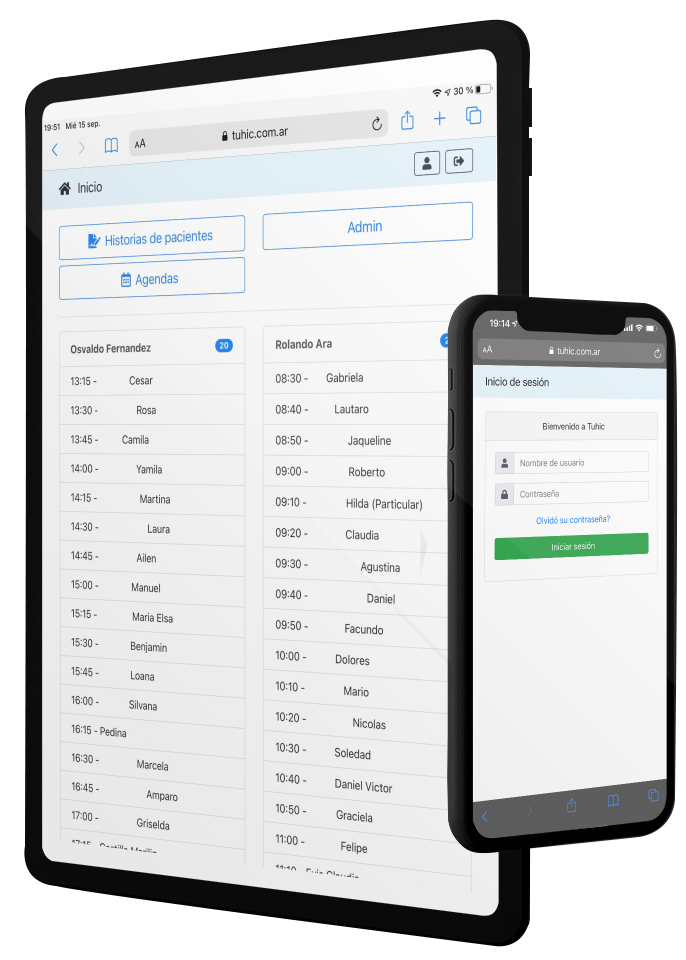 19:51 Mié 15 sep.
30 %
AA
tuhic.com.ar
Inicio
Historias de pacientes
Admin
Agendas
Osvaldo Fernandez 20
13:15 - Cesar
13:30 - Rosa
13:45 - Camila
14:00 - Yamila
14:15 - Martina
14:30 - Laura
14:45 - Ailen
15:00 - Manuel
15:15 - Maria Elsa
15:30 - Benjamin
15:45 - Loana
16:00 - Silvana
16:15 - Pedina
16:30 - Marcela
16:45 - Amparo
17:00 - Griselda
Rolando Ara
08:30 - Gabriela
08:40 - Lautaro
08:50 - Jaqueline
09:00 - Roberto
09:10 - Hilda (Particular)
09:20 - Claudia
09:30 - Agustina
09:40 - Daniel
09:50 - Facundo
10:00 - Dolores
10:10 - Mario
10:20 - Nicolas
10:30 - Soledad
10:40 - Daniel Victor
10:50 - Graciela
11:00 - Felipe
19:14
AA
tuhic.com.ar
Inicio de sesión
Bienvenido a Tuhic
Nombre de usuario
Contraseña
Olvidó su contraseña?
Iniciar sesión